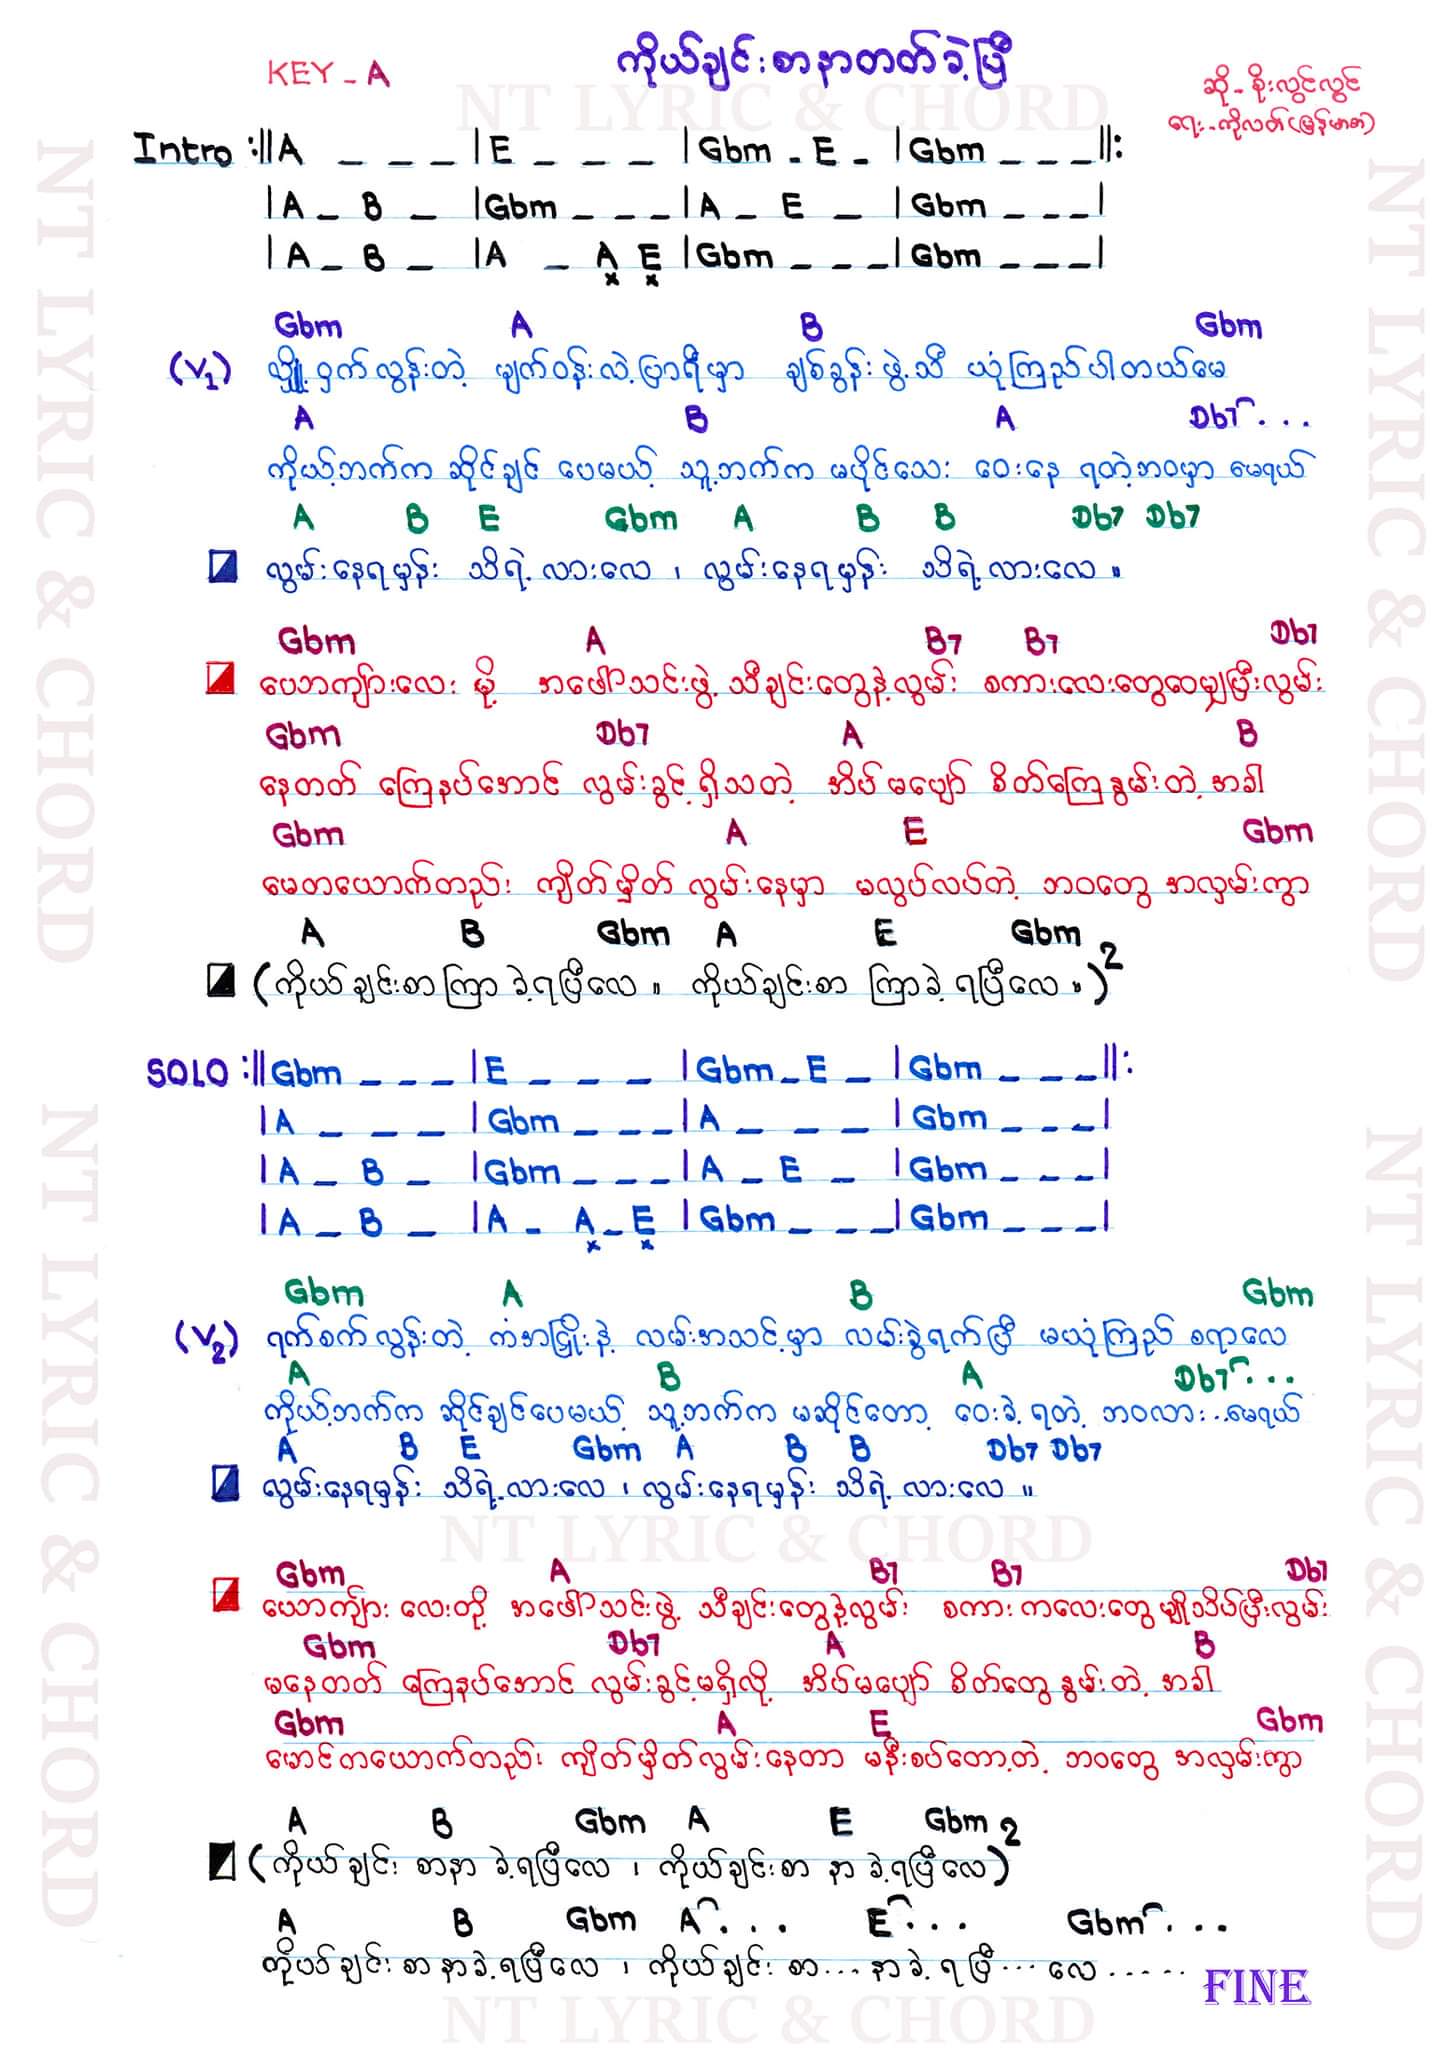 ကိုယ်ချင်းစာနာတတ်ခဲ့ပြီ
KEY - A
ဆို - စိုးလွင်လွင်
ရေး - ကိုလတ်(မြန်မာစာ)
NT LYRIC & CHORD
Intro :||A _ _ _ |E _ _ _ |Gbm - E - |Gbm _ _ _||:
|A _ B _ |Gbm _ _ _|A _ E _ |Gbm _ _ _|
|A _ B _ |A _ A E |Gbm _ _ _|Gbm _ _ _|
x x
Gbm A B Gbm
(V1) လျှို့ဝှက်လွန်းတဲ့ မျက်ဝန်းလဲ့ပြာရီမှာ ချစ်ခွန်းဖွဲ့သီ ယုံကြည်ပါတယ်မေ
A B A Db7 ...
ကိုယ့်ဘက်က ဆိုင်ချင် ပေမယ့် သူ့ဘက်က မပိုင်သေး ဝေးနေ ရတဲ့ဘဝမှာ မေရယ်
A B E Gbm A B B Db7 Db7
လွမ်းနေရမှန်း သိရဲ့လားလေ ၊ လွမ်းနေရမှန်း သိရဲ့လားလေ ။
Gbm A B7 B7 Db7
ယောကျ်ားလေး မို့ အဖေါ်သင်းဖွဲ့ သီချင်းတွေနဲ့လွမ်း စကားလေးတွေဝေမျှပြီးလွမ်း
Gbm Db7 A B
နေတတ် ကြေနပ်အောင် လွမ်းခွင့်ရှိသတဲ့ အိပ်မပျော် စိတ်ကြေနွမ်းတဲ့အခါ
Gbm A E Gbm
မေတယောက်တည်း ကျိတ်မှိတ်လွမ်းနေမှာ မလွပ်လပ်တဲ့ ဘဝတွေ အလှမ်းကွာ
A B Gbm A E Gbm
(ကိုယ်ချင်းစာကြာခဲ့ရပြီလေ ။ ကိုယ်ချင်းစာ ကြာခဲ့ရပြီလေ ။)2
SOLO :||Gbm _ _ _ |E _ _ _ |Gbm _ E _ |Gbm _ _ _||:
|A _ _ _ |Gbm _ _ _|A _ _ _ |Gbm _ _ _|
|A _ B _ |Gbm _ _ _|A _ E _ |Gbm _ _ _|
|A _ B _ |A - A _ E |Gbm _ _ _|Gbm _ _ _|
x x
Gbm A B Gbm
(V2) ရက်စက်လွန်းတဲ့ ကံအငြှိုးနဲ့ လမ်းအသင့်မှာ လမ်းခွဲရက်ပြီ မယုံကြည် စရာလေ
A B A Db7 ...
ကိုယ့်ဘက်က ဆိုင်ချင်ပေမယ့် သူ့ဘက်က မဆိုင်တော့ ဝေးခဲ့ရတဲ့ ဘဝလား..မေရယ်
A B E Gbm A B B Db7 Db7
လွမ်းနေရမှန်း သိရဲ့လားလေ ၊ လွမ်းနေရမှန်း သိရဲ့လားလေ ။
NT LYRIC & CHORD
Gbm A B7 B7 Db7
ယောကျ်ား လေးတို့ အဖေါ်သင်းဖွဲ့ သီချင်းတွေနဲ့လွမ်း စကား ကလေးတွေ မျှိုသိပ်ပြီးလွမ်း
Gbm Db7 A B
မနေတတ် ကြေနပ်အောင် လွမ်းခွင့်မရှိလို့ အိပ်မပျော် စိတ်တွေနွမ်းတဲ့ အခါ
Gbm A E Gbm
မောင်တယောက်တည်း ကျိတ်မှိတ်လွမ်းနေတာ မနီးစပ်တော့တဲ့ ဘဝတွေ အလှမ်းကွာ
A B Gbm A E Gbm
(ကိုယ်ချင်း စာနာ ခဲ့ရပြီလေ ၊ ကိုယ်ချင်းစာ နာ ခဲ့ရပြီလေ)2
A B Gbm A ... E ... Gbm ...
ကိုယ်ချင်း စာ နာခဲ့ရပြီလေ ၊ ကိုယ်ချင်း စာ... နာခဲ့ ရပြီ... လေ ......
FINE
NT LYRIC & CHORD
NT LYRIC & CHORD
NT LYRIC & CHORD
NT LYRIC & CHORD
NT LYRIC & CHORD